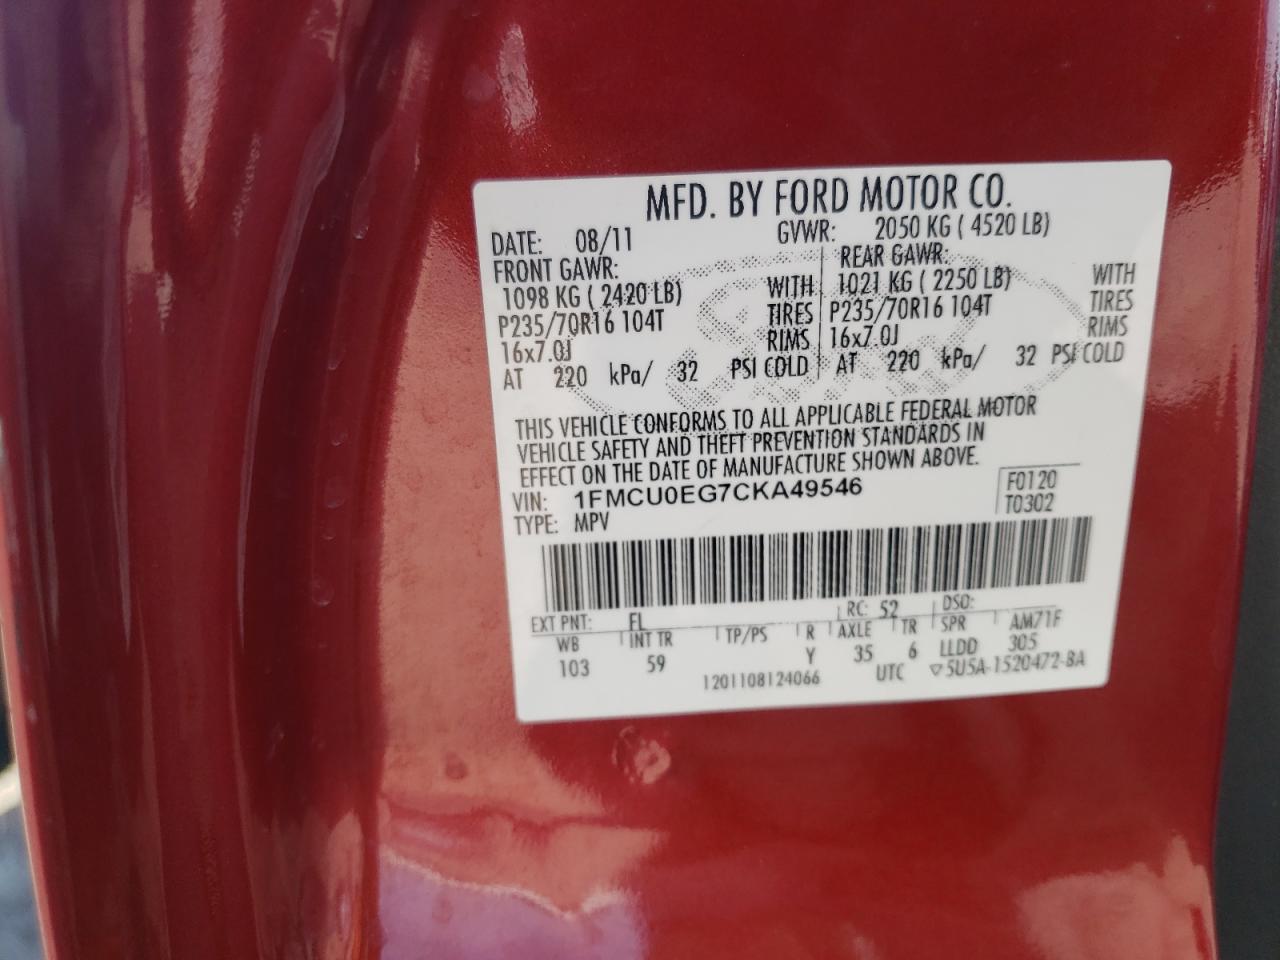 MFD. BY FORD MOTOR CO.
DATE: 08/11 GVWR: 2050 KG ( 4520 LB)
FRONT GAWR: REAR GAWR:
1098 KG ( 2420 LB) WITH 1021 KG ( 2250 LB) WITH
P235/70R16 104T TIRES P235/70R16 104T TIRES
16x7.0J RIMS 16x7.0J RIMS
AT 220 kPa/ 32 PSI COLD AT 220 kPa/ 32 PSI COLD
THIS VEHICLE CONFORMS TO ALL APPLICABLE FEDERAL MOTOR
VEHICLE SAFETY AND THEFT PREVENTION STANDARDS IN
EFFECT ON THE DATE OF MANUFACTURE SHOWN ABOVE.
VIN: 1FMCU0EG7CKA49546 F0120
TYPE: MPV T0302
EXT PNT: FL RC: 52 DSO:
WB INT TR TP/PS R AXLE TR SPR AM71F
103 59 Y 35 6 LLDD 305
1201108124066 UTC ▽5U5A-1520472-BA